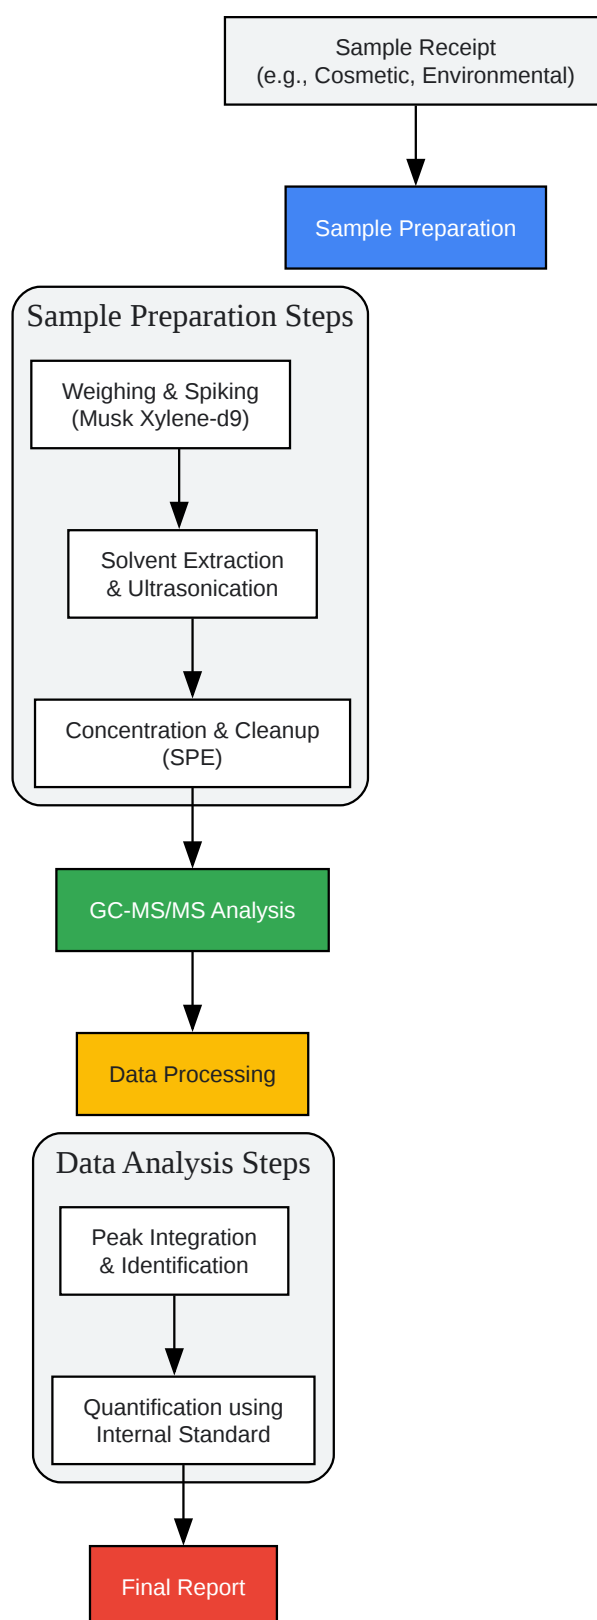 Sample Receipt
(e.g., Cosmetic, Environmental)
Sample Preparation
Sample Preparation Steps
Weighing & Spiking
(Musk Xylene-d9)
Solvent Extraction
& Ultrasonication
Concentration & Cleanup
(SPE)
GC-MS/MS Analysis
Data Processing
Data Analysis Steps
Peak Integration
& Identification
Quantification using
Internal Standard
Final Report